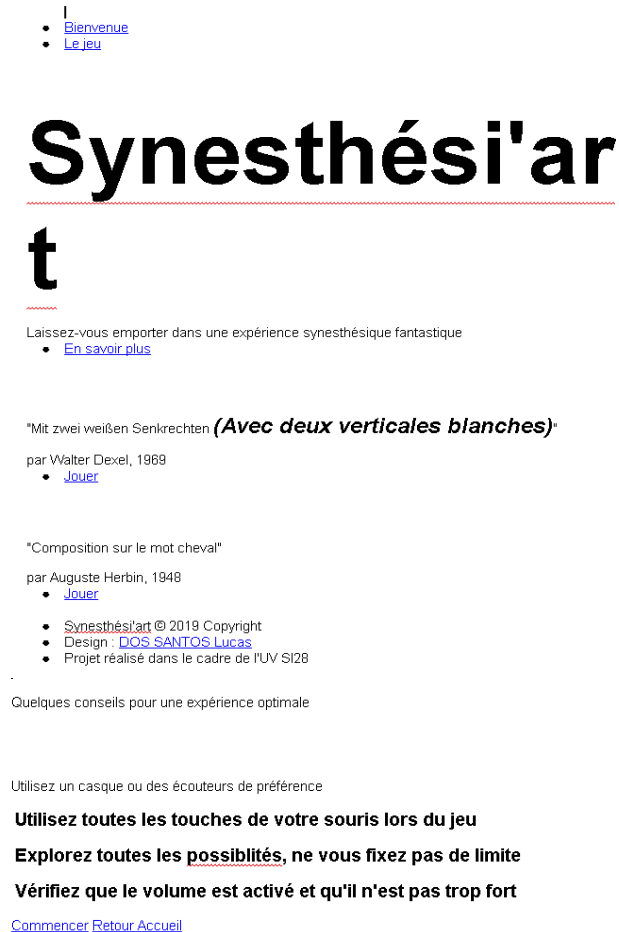 Bienvenue
Le jeu
Synesthési'ar
t
Laissez-vous emporter dans une expérience synesthésique fantastique
En savoir plus
"Mit zwei weißen Senkrechten (Avec deux verticales blanches)"
par Walter Dexel, 1969
Jouer
"Composition sur le mot cheval"
par Auguste Herbin, 1948
Jouer
Synesthési'art © 2019 Copyright
Design : DOS SANTOS Lucas
Projet réalisé dans le cadre de l'UV SI28
.
Quelques conseils pour une expérience optimale
Utilisez un casque ou des écouteurs de préférence
Utilisez toutes les touches de votre souris lors du jeu
Explorez toutes les possiblités, ne vous fixez pas de limite
Vérifiez que le volume est activé et qu'il n'est pas trop fort
Commencer Retour Accueil